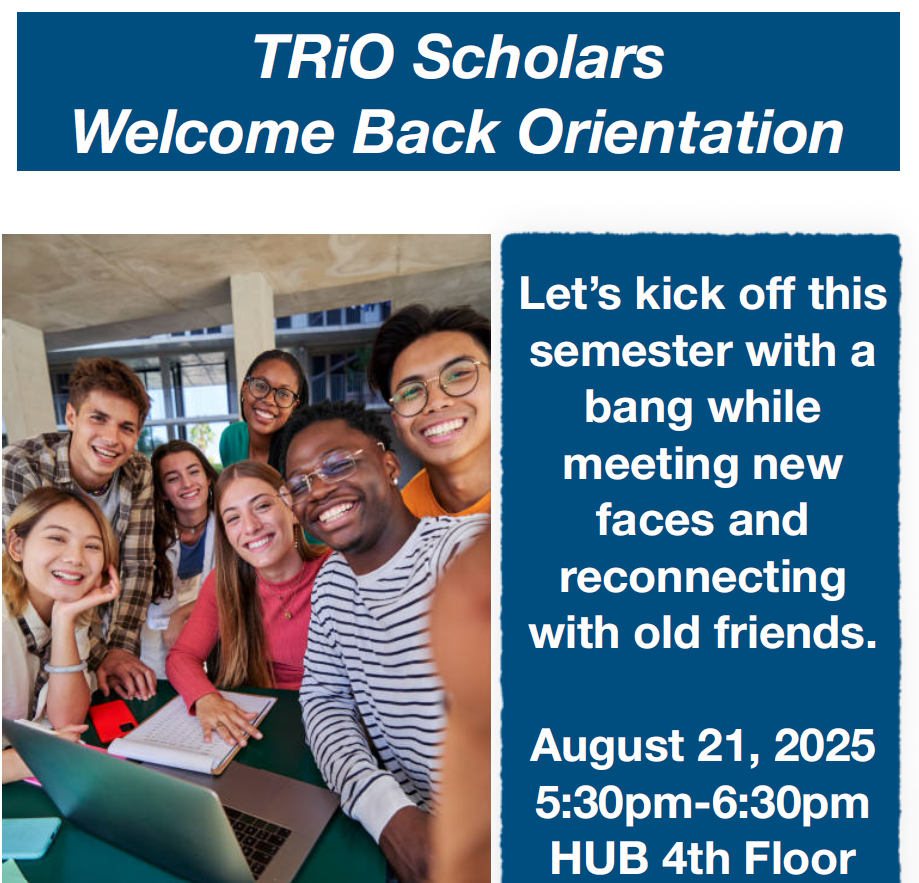 TRiO Scholars
Welcome Back Orientation
Let’s kick off this
semester with a
bang while
meeting new
faces and
reconnecting
with old friends.
August 21, 2025
5:30pm-6:30pm
HUB 4th Floor